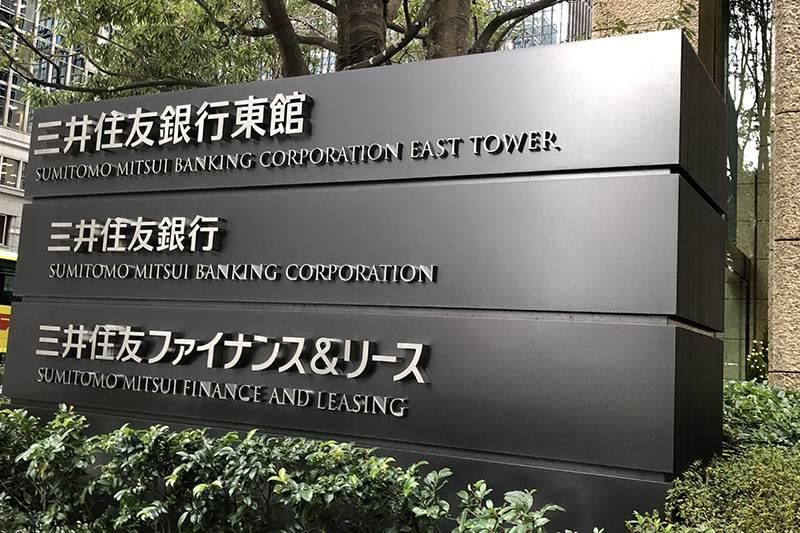 三井住友銀行東館
SUMITOMO MITSUI BANKING CORPORATION EAST TOWER
三井住友銀行
SUMITOMO MITSUI BANKING CORPORATION
三井住友ファイナンス&リース
SUMITOMO MITSUI FINANCE AND LEASING